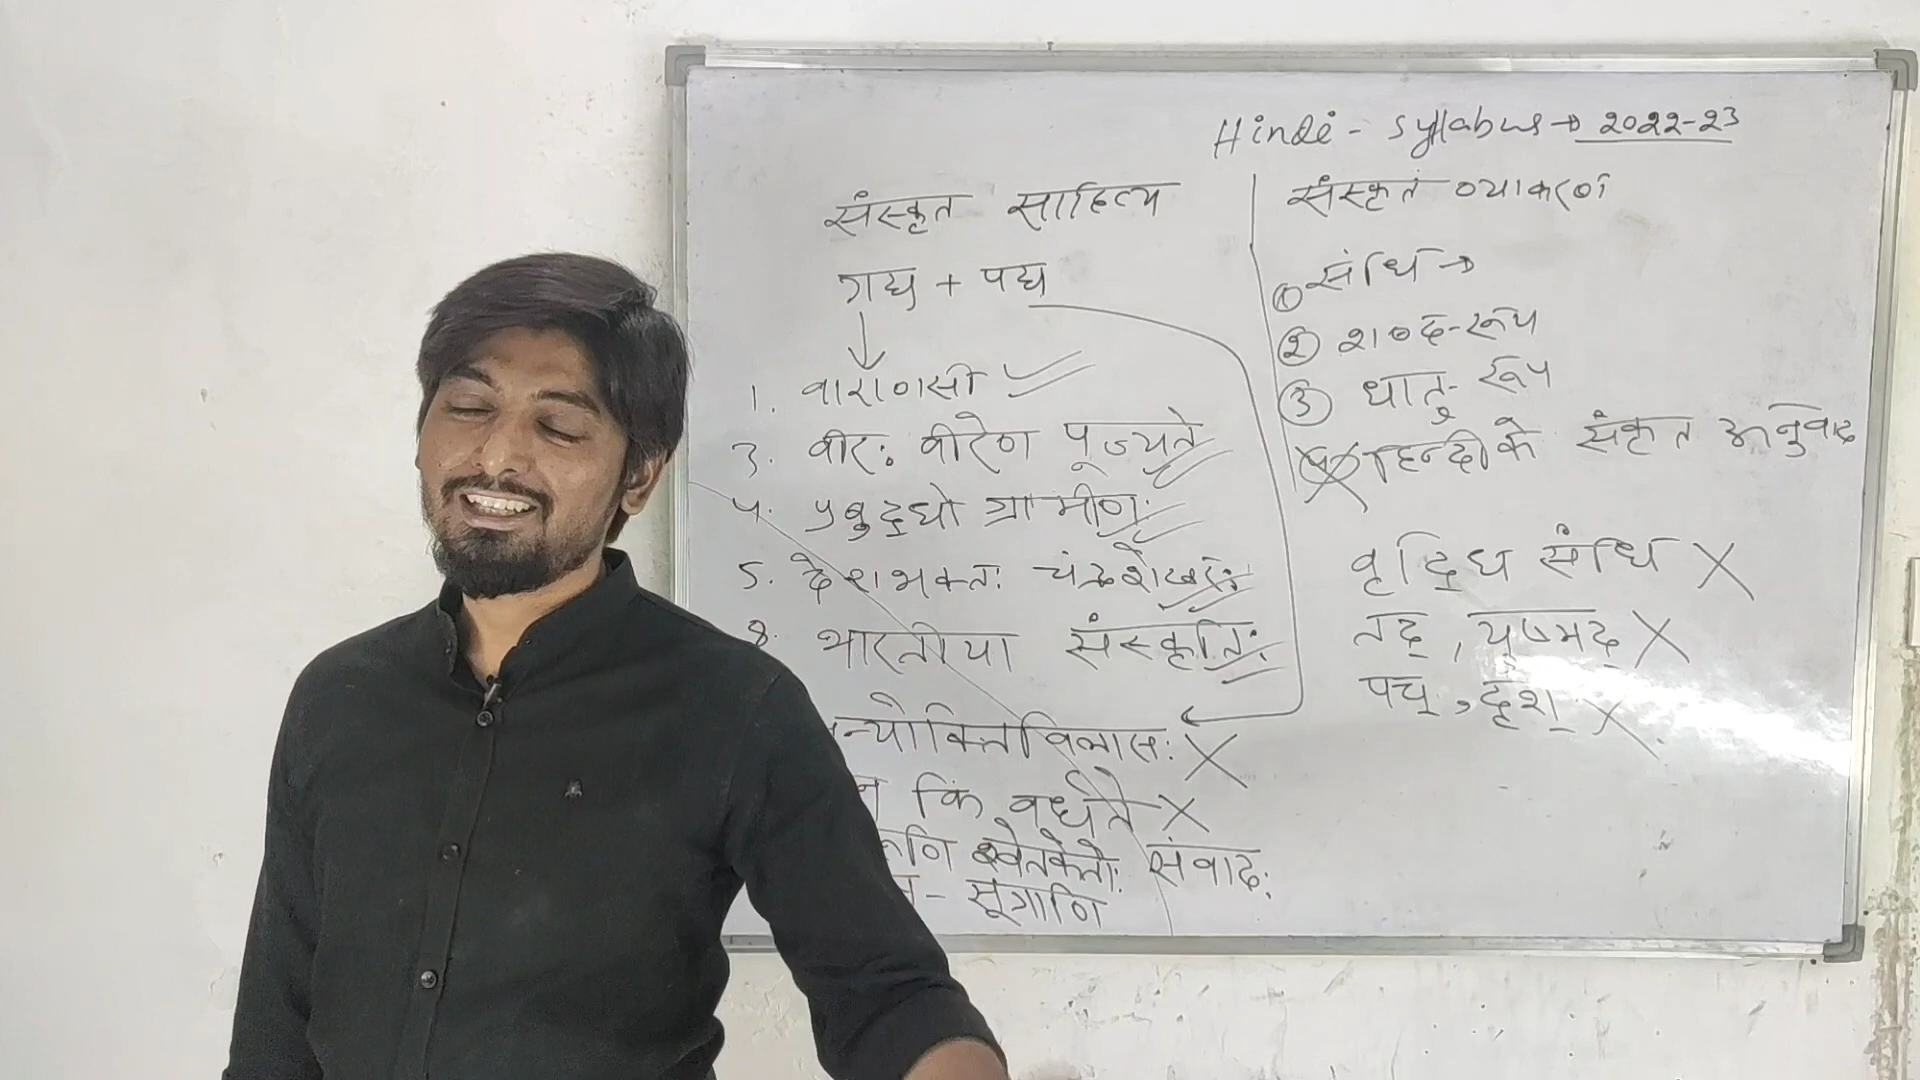 Hindi - Syllabus → 2022-23
संस्कृत साहित्य
गद्य + पद्य
1. वाराणसी
3. वीरः वीरेण पूज्यते
4. प्रबुद्धो ग्रामीणः
5. देशभक्तः चंद्रशेखरः
8. भारतीया संस्कृतिः
न्योक्तिविलासः X
किं वर्धते X
श्वेतकेतोः संवादः
- सूत्राणि
संस्कृत व्याकरण
① संधि →
② शब्द-रूप
③ धातु-रूप
हिन्दी के संकृत अनुवाद
वृद्धि संधि X
तद्, यूष्मद् X
पच्, दृश् X